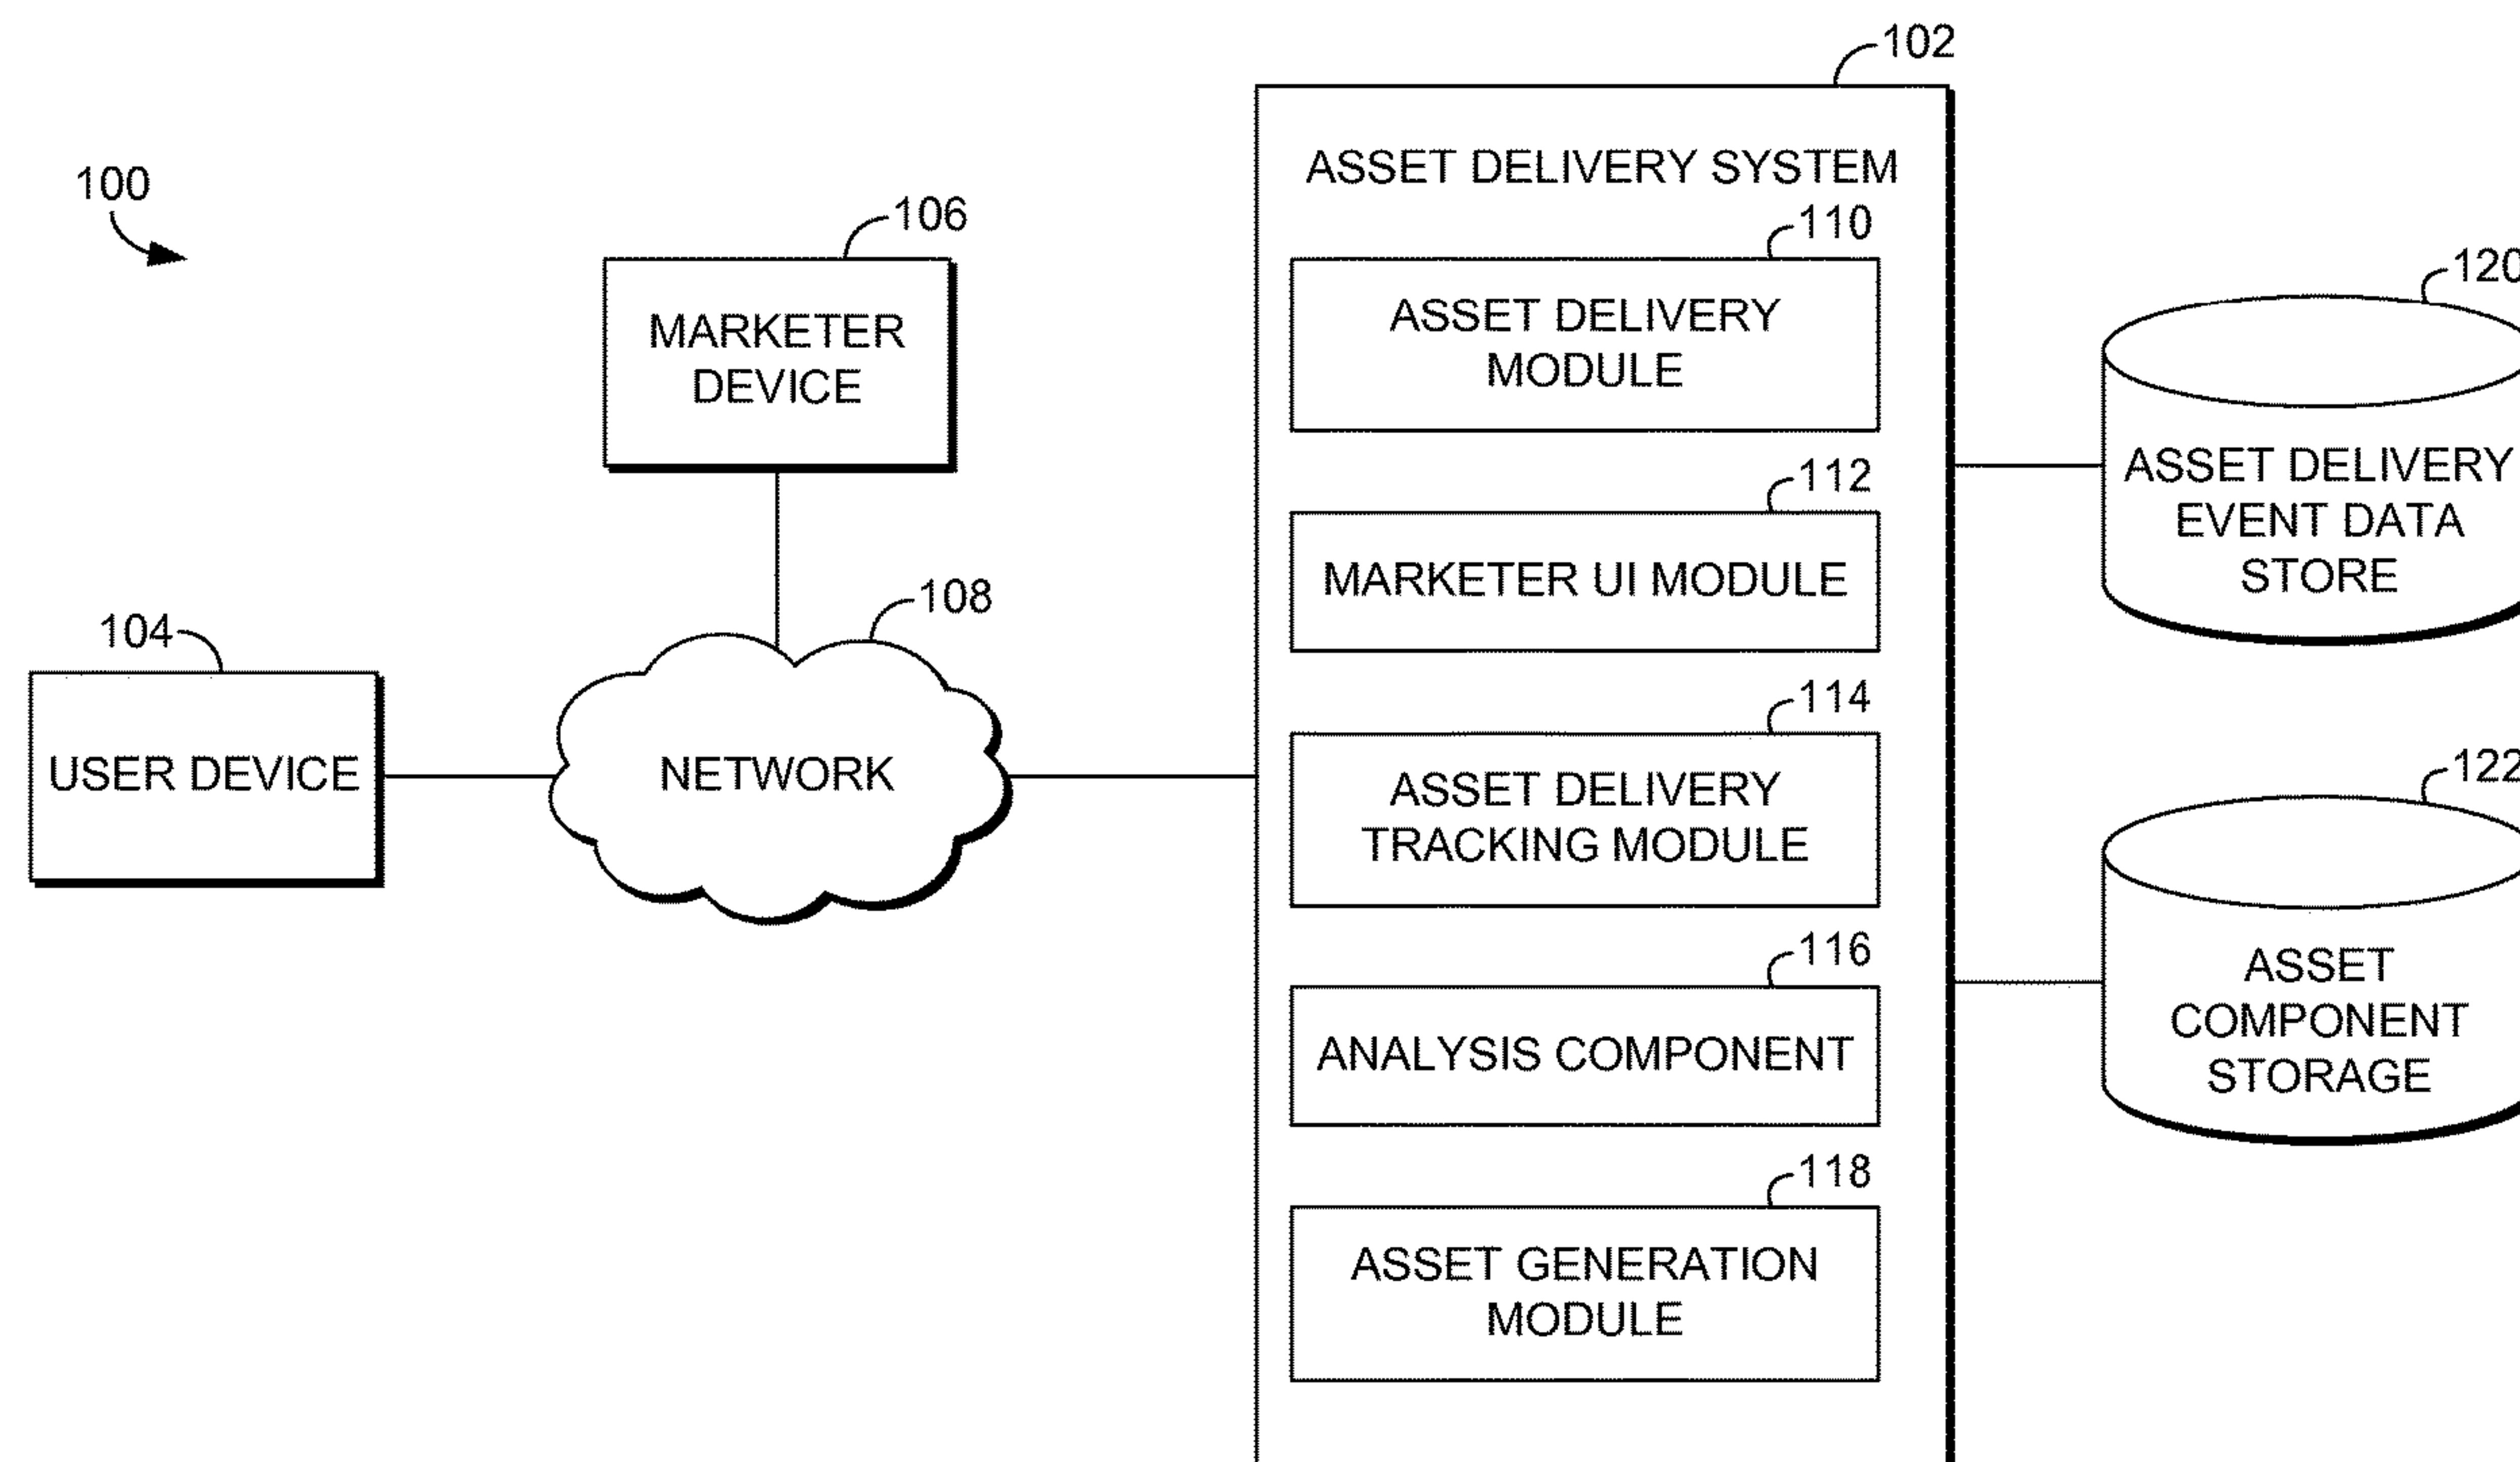 100
102
ASSET DELIVERY SYSTEM
106
MARKETER
DEVICE
104
USER DEVICE
108
NETWORK
110
ASSET DELIVERY
MODULE
112
MARKETER UI MODULE
114
ASSET DELIVERY
TRACKING MODULE
116
ANALYSIS COMPONENT
118
ASSET GENERATION
MODULE
120
ASSET DELIVERY
EVENT DATA
STORE
122
ASSET
COMPONENT
STORAGE